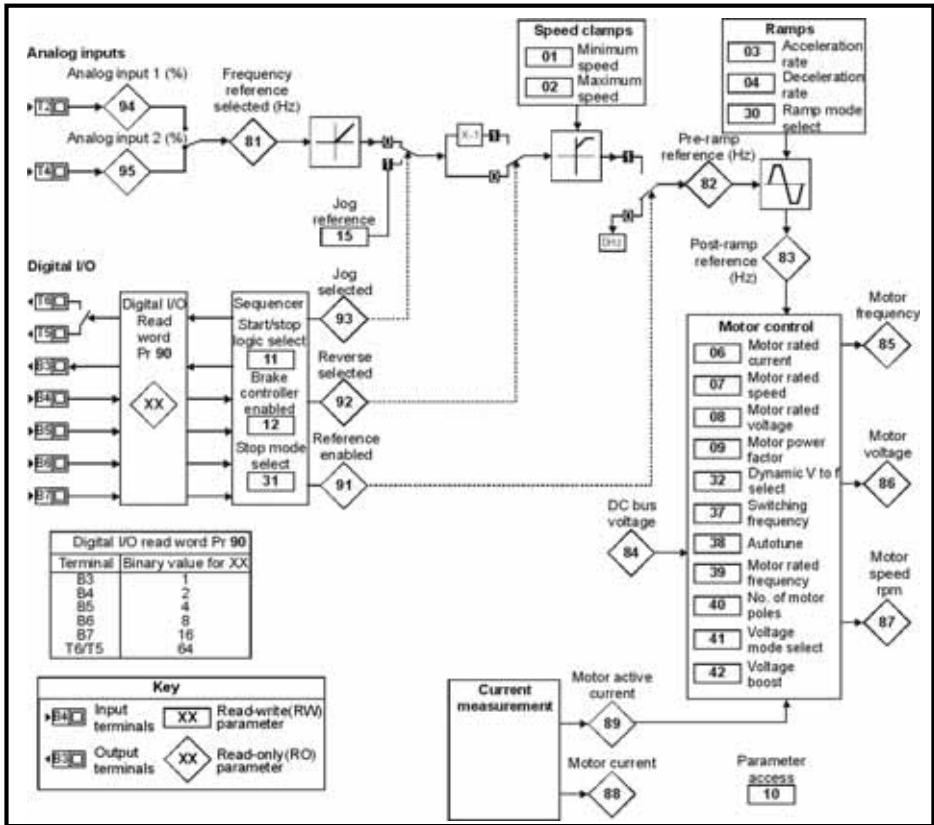 Analog inputs
Analog input 1 (%)
T2
94
Analog input 2 (%)
T4
95
Frequency
reference
selected (Hz)
81
0
1
Jog
reference
15
X-1
1
0
Speed clamps
01 Minimum
speed
02 Maximum
speed
1
0
Pre-ramp
reference (Hz)
82
Ramps
03 Acceleration
rate
04 Deceleration
rate
30 Ramp mode
select
Post-ramp
reference
(Hz)
83
Digital I/O
T6
T5
B3
B4
B5
B6
B7
Digital I/O
Read
word
Pr 90
XX
Sequencer
Start/stop
logic select
11
Brake
controller
enabled
12
Stop mode
select
31
Jog
selected
93
Reverse
selected
92
Reference
enabled
91
DC bus
voltage
84
Motor control
06 Motor rated
current
07 Motor rated
speed
08 Motor rated
voltage
09 Motor power
factor
32 Dynamic V to f
select
37 Switching
frequency
38 Autotune
39 Motor rated
frequency
40 No. of motor
poles
41 Voltage
mode select
42 Voltage
boost
Motor
frequency
85
Motor
voltage
86
Motor
speed
rpm
87
Digital I/O read word Pr 90
Terminal Binary value for XX
B3 1
B4 2
B5 4
B6 8
B7 16
T6/T5 64
Key
B4 Input
terminals
XX Read-write(RW)
parameter
B3 Output
terminals
XX Read-only(RO)
parameter
Current
measurement
Motor active
current
89
Motor current
88
Parameter
access
10